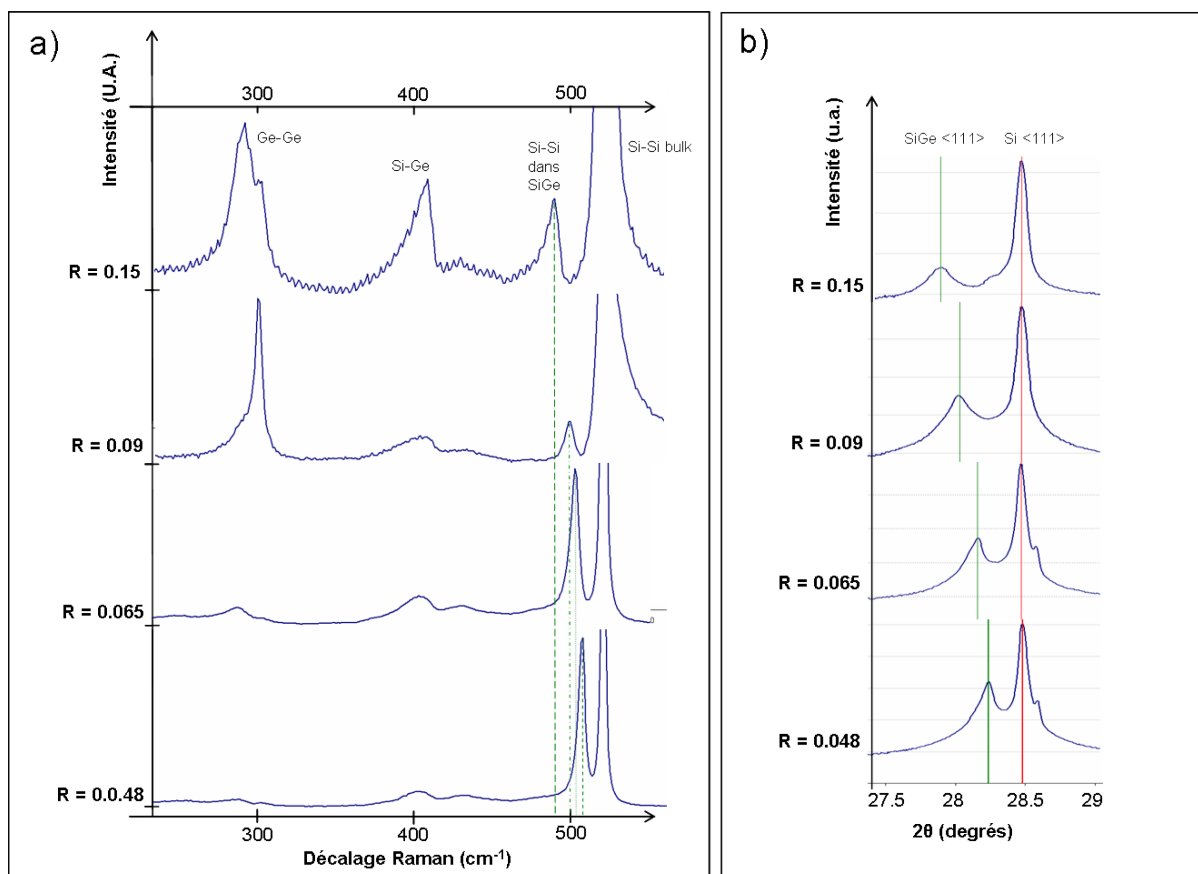 a)
Intensité (U.A.)
300
400
500
Ge-Ge
Si-Ge
Si-Si
dans
SiGe
Si-Si bulk
R = 0.15
R = 0.09
R = 0.065
0
R = 0.0.48
300
400
500
Décalage Raman (cm⁻¹)
b)
Intensité (u.a.)
SiGe <111>
Si <111>
R = 0.15
R = 0.09
R = 0.065
R = 0.048
27.5
28
28.5
29
2θ (degrés)